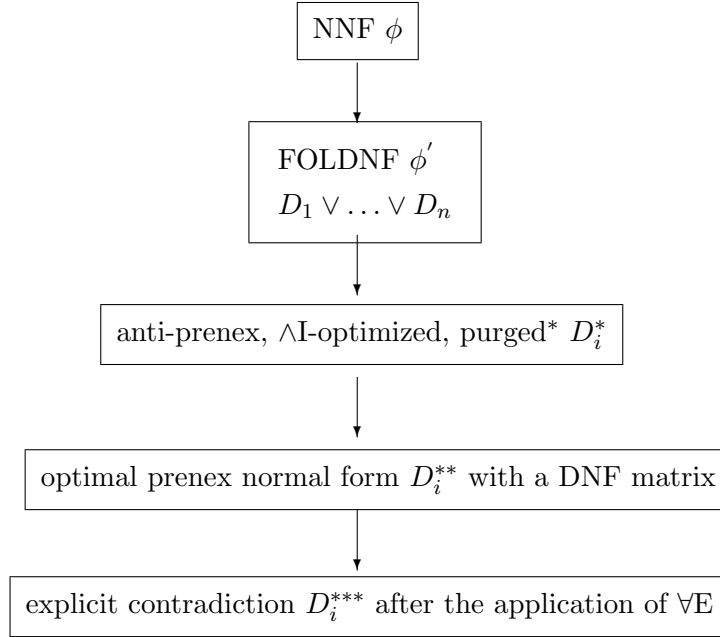 NNF ϕ
FOLDNF ϕ′
D₁ ∨ … ∨ Dₙ
anti-prenex, ∧I-optimized, purged* Dᵢ*
optimal prenex normal form Dᵢ** with a DNF matrix
explicit contradiction Dᵢ*** after the application of ∀E